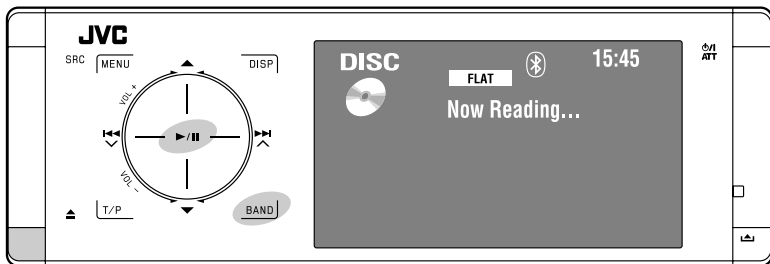 JVC
SRC
MENU
DISP
VOL +
VOL –
T/P
BAND
DISC
FLAT
15:45
Now Reading...
/I
ATT